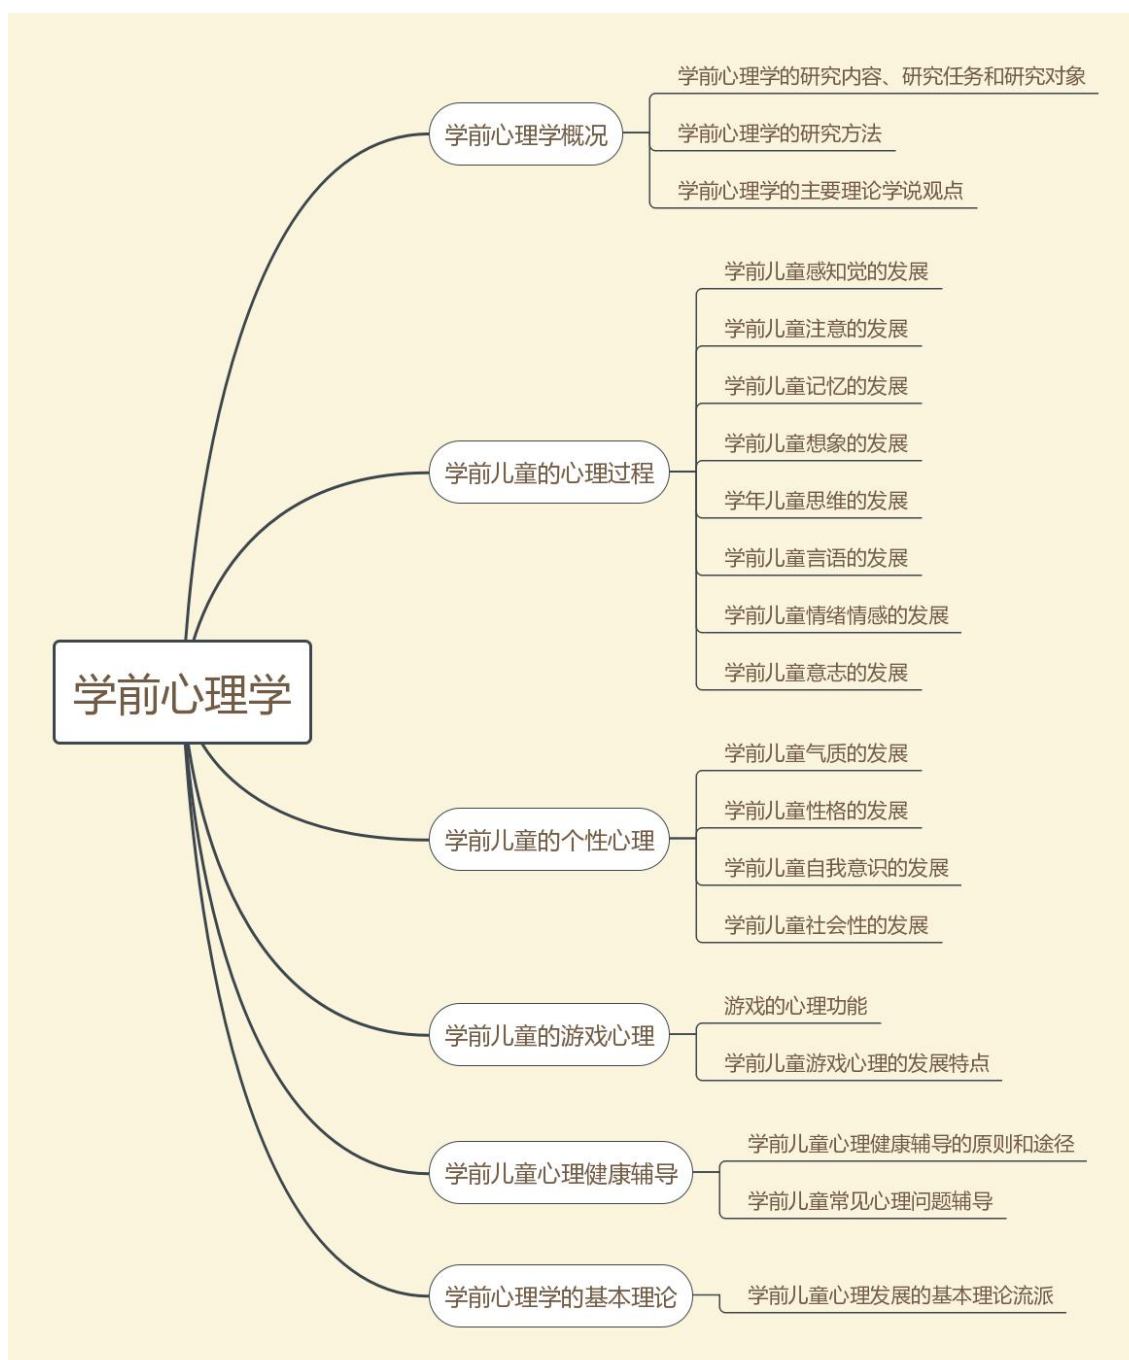 学前心理学
学前心理学概况
学前心理学的研究内容、研究任务和研究对象
学前心理学的研究方法
学前心理学的主要理论学说观点
学前儿童的心理过程
学前儿童感知觉的发展
学前儿童注意的发展
学前儿童记忆的发展
学前儿童想象的发展
学年儿童思维的发展
学前儿童言语的发展
学前儿童情绪情感的发展
学前儿童意志的发展
学前儿童的个性心理
学前儿童气质的发展
学前儿童性格的发展
学前儿童自我意识的发展
学前儿童社会性的发展
学前儿童的游戏心理
游戏的心理功能
学前儿童游戏心理的发展特点
学前儿童心理健康辅导
学前儿童心理健康辅导的原则和途径
学前儿童常见心理问题辅导
学前心理学的基本理论
学前儿童心理发展的基本理论流派